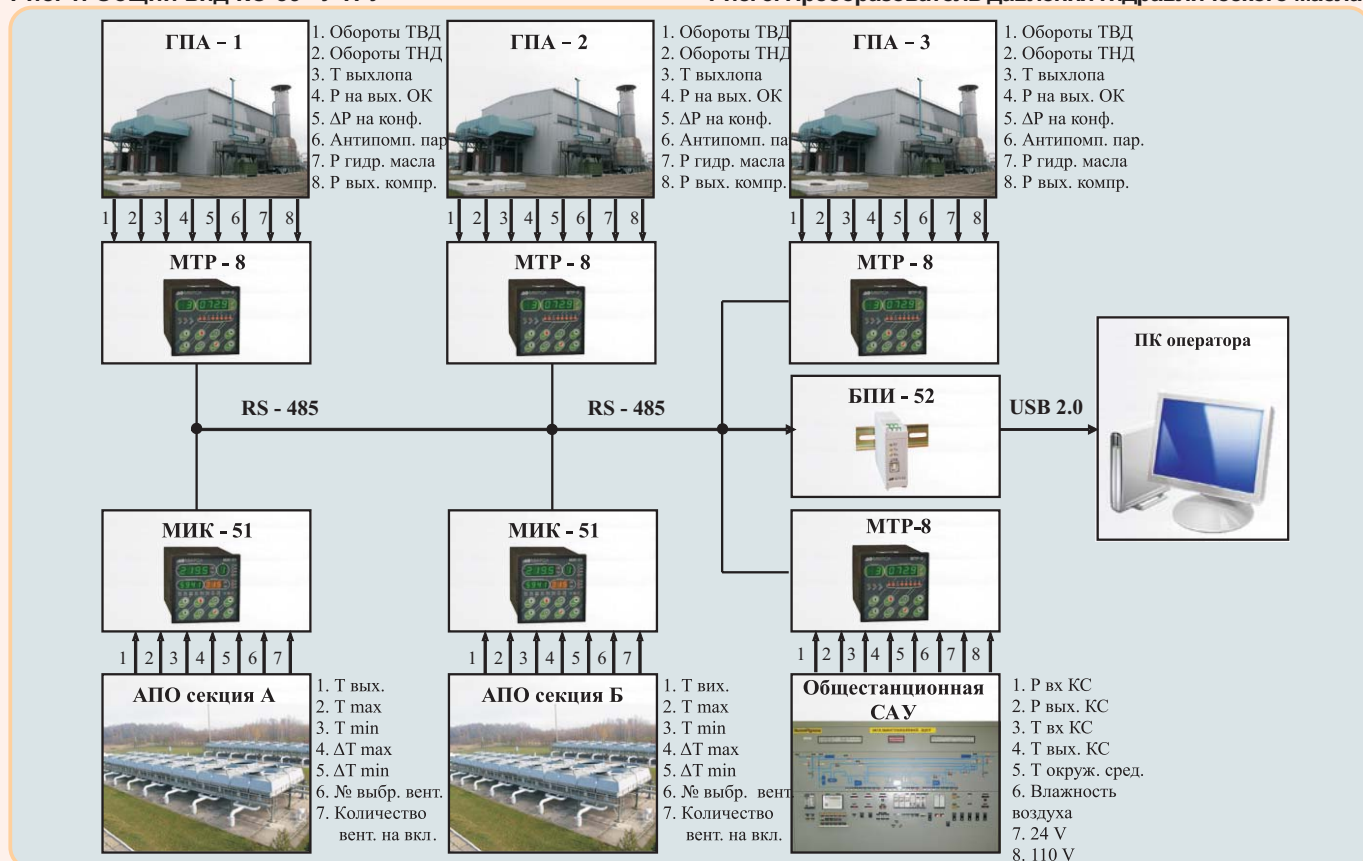 ГПА - 1
1. Обороты ТВД
2. Обороты ТНД
3. Т выхлопа
4. Р на вых. ОК
5. ΔР на конф.
6. Антипомп. пар
7. Р гидр. масла
8. Р вых. компр.
ГПА - 2
1. Обороты ТВД
2. Обороты ТНД
3. Т выхлопа
4. Р на вых. ОК
5. ΔР на конф.
6. Антипомп. па
7. Р гидр. масла
8. Р вых. компр.
ГПА - 3
1. Обороты ТВД
2. Обороты ТНД
3. Т выхлопа
4. Р на вых. ОК
5. ΔР на конф.
6. Антипомп. пар.
7. Р гидр. масла
8. Р вых. компр.
1 2 3 4 5 6 7 8
1 2 3 4 5 6 7 8
1 2 3 4 5 6 7 8
МТР - 8
МТР - 8
МТР - 8
ПК оператора
RS - 485
RS - 485
БПИ - 52
USB 2.0
МИК - 51
МИК - 51
МТР-8
1 2 3 4 5 6 7
1 2 3 4 5 6 7
1 2 3 4 5 6 7 8
АПО секция А
1. Т вых.
2. Т max
3. Т min
4. ΔТ max
5. ΔТ min
6. № выбр. вент.
7. Количество
вент. на вкл.
АПО секция Б
1. Т вих.
2. Т max
3. Т min
4. ΔТ max
5. ΔТ min
6. № выбр. вент
7. Количество
вент. на вкл.
Общестанционная
САУ
1. Р вх КС
2. Р вых. КС
3. Т вх КС
4. Т вых. КС
5. Т окруж. сред.
6. Влажность
воздуха
7. 24 V
8. 110 V